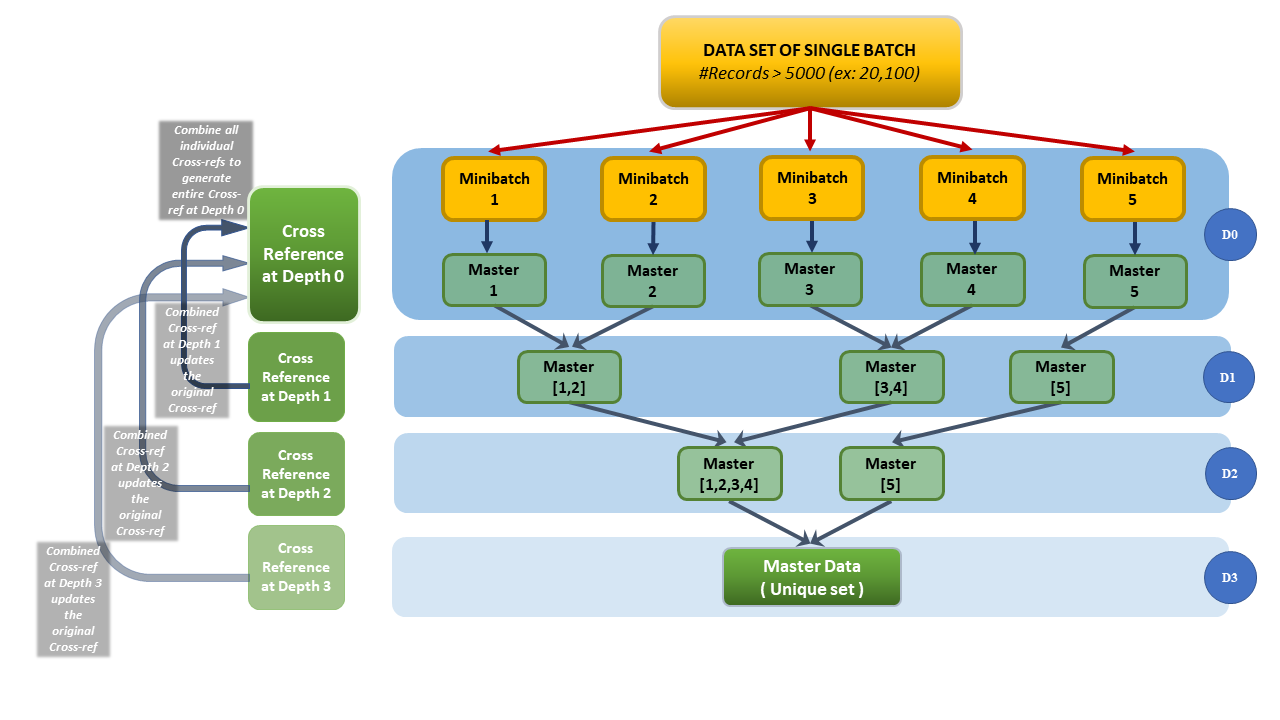 DATA SET OF SINGLE BATCH
#Records > 5000 (ex: 20,100)
Combine all
individual
Cross-refs to
generate
entire Cross-
ref at Depth 0
Cross
Reference
at Depth 0
Minibatch
1
Minibatch
2
Minibatch
3
Minibatch
4
Minibatch
5
D0
Master
1
Master
2
Master
3
Master
4
Master
5
Combined
Cross-ref
at Depth 1
updates
the
original
Cross-ref
Cross
Reference
at Depth 1
Master
[1,2]
Master
[3,4]
Master
[5]
D1
Combined
Cross-ref
at Depth 2
updates
the
original
Cross-ref
Cross
Reference
at Depth 2
Master
[1,2,3,4]
Master
[5]
D2
Combined
Cross-ref
at Depth 3
updates
the
original
Cross-ref
Cross
Reference
at Depth 3
Master Data
( Unique set )
D3